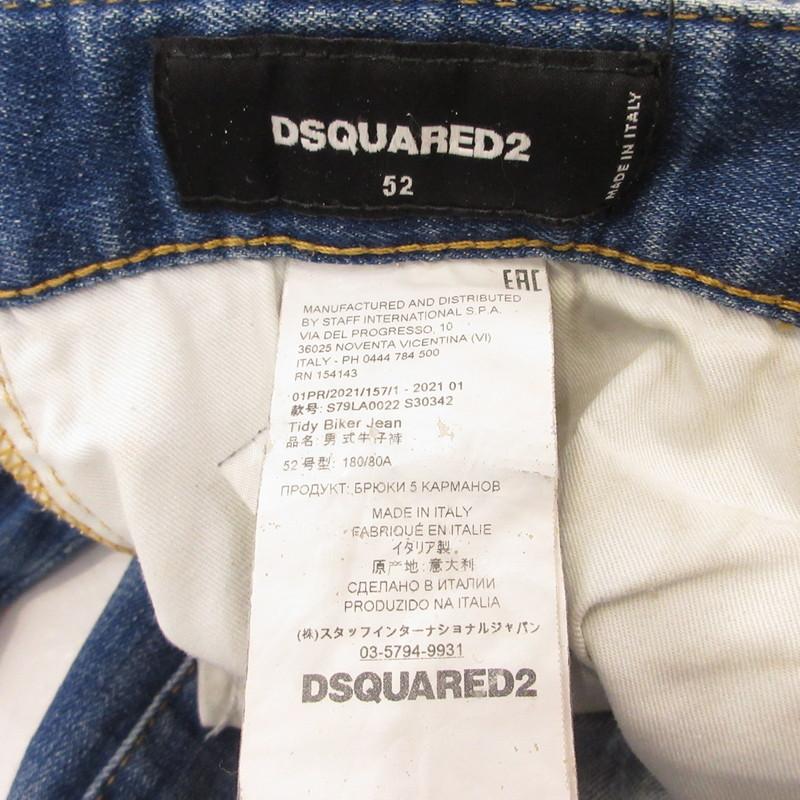 DSQUARED2
52
MADE IN ITALY
EAC
MANUFACTURED AND DISTRIBUTED
BY STAFF INTERNATIONAL S.P.A.
VIA DEL PROGRESSO, 10
36025 NOVENTA VICENTINA (VI)
ITALY - PH 0444 784 500
RN 154143
01PR/2021/157/1 - 2021 01
款号: S79LA0022 S30342
Tidy Biker Jean
品名: 男式牛仔裤
52 号型: 180/80A
ПРОДУКТ: БРЮКИ 5 КАРМАНОВ
MADE IN ITALY
FABRIQUÉ EN ITALIE
イタリア製。
原产地: 意大利
СДЕЛАНО В ИТАЛИИ
PRODUZIDO NA ITALIA
(株)スタッフインターナショナルジャパン
03-5794-9931
DSQUARED2